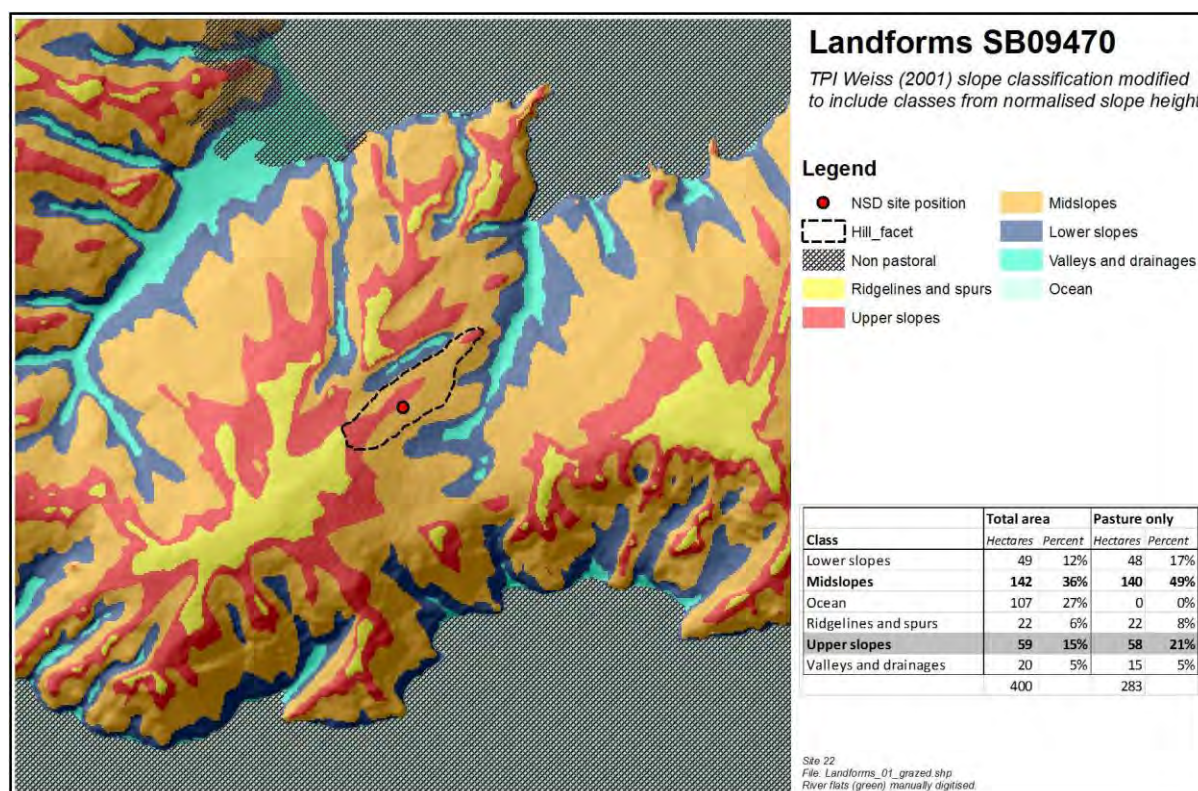 Landforms SB09470
TPI Weiss (2001) slope classification modified
to include classes from normalised slope height
Legend
NSD site position
Hill_facet
Non pastoral
Ridgelines and spurs
Upper slopes
Midslopes
Lower slopes
Valleys and drainages
Ocean
Total area Pasture only
Class Hectares Percent Hectares Percent
Lower slopes 49 12% 48 17%
Midslopes 142 36% 140 49%
Ocean 107 27% 0 0%
Ridgelines and spurs 22 6% 22 8%
Upper slopes 59 15% 58 21%
Valleys and drainages 20 5% 15 5%
400 283
Site 22
File: Landforms_01_grazed.shp
River flats (green) manually digitised.